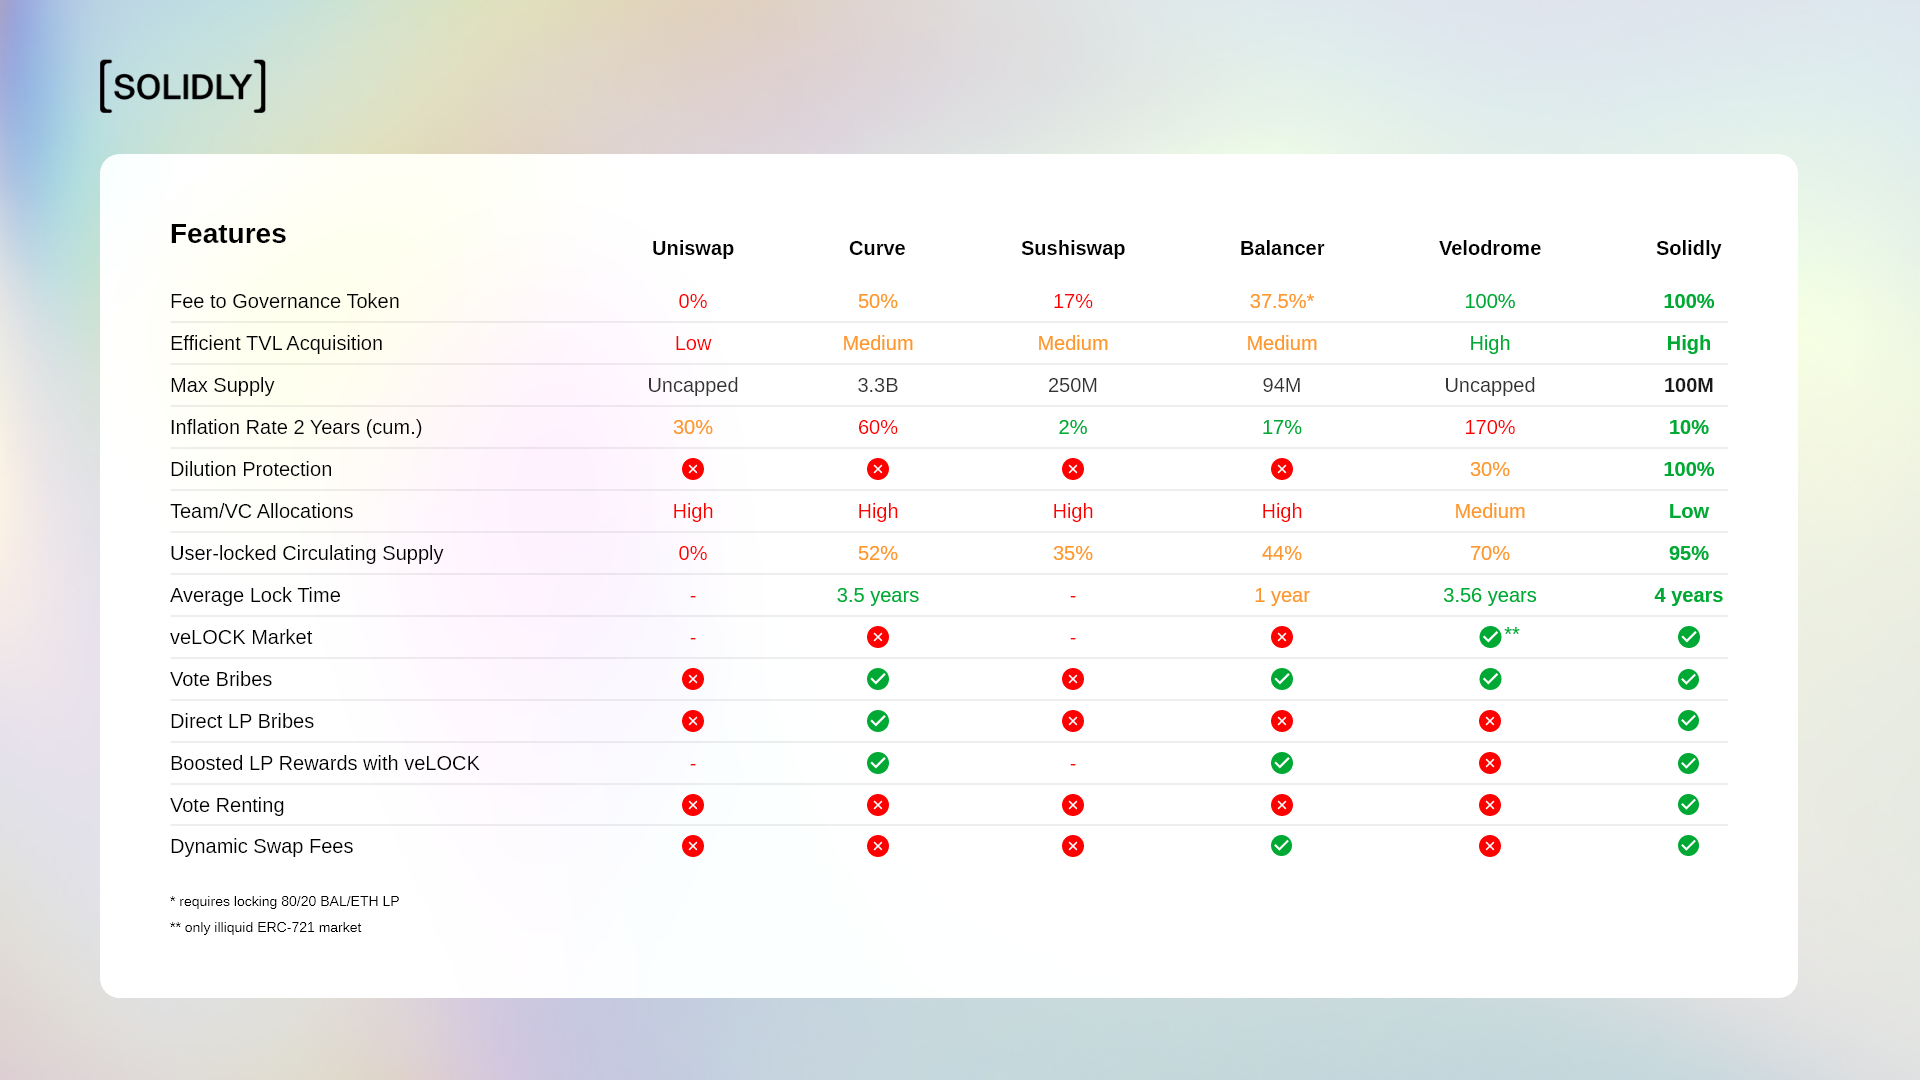 [SOLIDLY]
Features Uniswap Curve Sushiswap Balancer Velodrome Solidly
Fee to Governance Token 0% 50% 17% 37.5%* 100% 100%
Efficient TVL Acquisition Low Medium Medium Medium High High
Max Supply Uncapped 3.3B 250M 94M Uncapped 100M
Inflation Rate 2 Years (cum.) 30% 60% 2% 17% 170% 10%
Dilution Protection 30% 100%
Team/VC Allocations High High High High Medium Low
User-locked Circulating Supply 0% 52% 35% 44% 70% 95%
Average Lock Time - 3.5 years - 1 year 3.56 years 4 years
veLOCK Market - - **
Vote Bribes
Direct LP Bribes
Boosted LP Rewards with veLOCK - -
Vote Renting
Dynamic Swap Fees
* requires locking 80/20 BAL/ETH LP
** only illiquid ERC-721 market